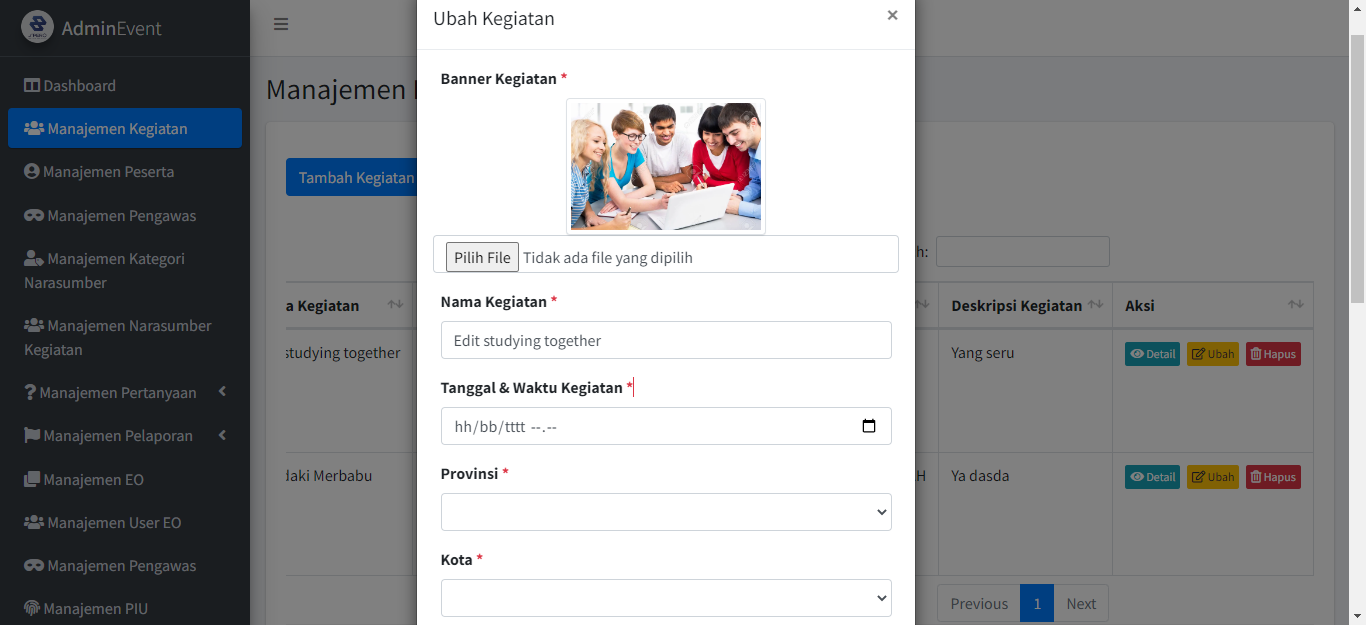 AdminEvent
Dashboard
Manajemen Kegiatan
Manajemen Peserta
Manajemen Pengawas
Manajemen Kategori
Narasumber
Manajemen Narasumber
Kegiatan
Manajemen Pertanyaan
Manajemen Pelaporan
Manajemen EO
Manajemen User EO
Manajemen Pengawas
Manajemen PIU
Manajemen
Tambah Kegiatan
Ubah Kegiatan ×
Banner Kegiatan *
Pilih File Tidak ada file yang dipilih
Nama Kegiatan *
Edit studying together
Tanggal & Waktu Kegiatan *
hh/bb/tttt --.--
Provinsi *
Kota *
h:
a Kegiatan Deskripsi Kegiatan Aksi
studying together Yang seru Detail Ubah Hapus
daki Merbabu H Ya dasda Detail Ubah Hapus
Previous 1 Next